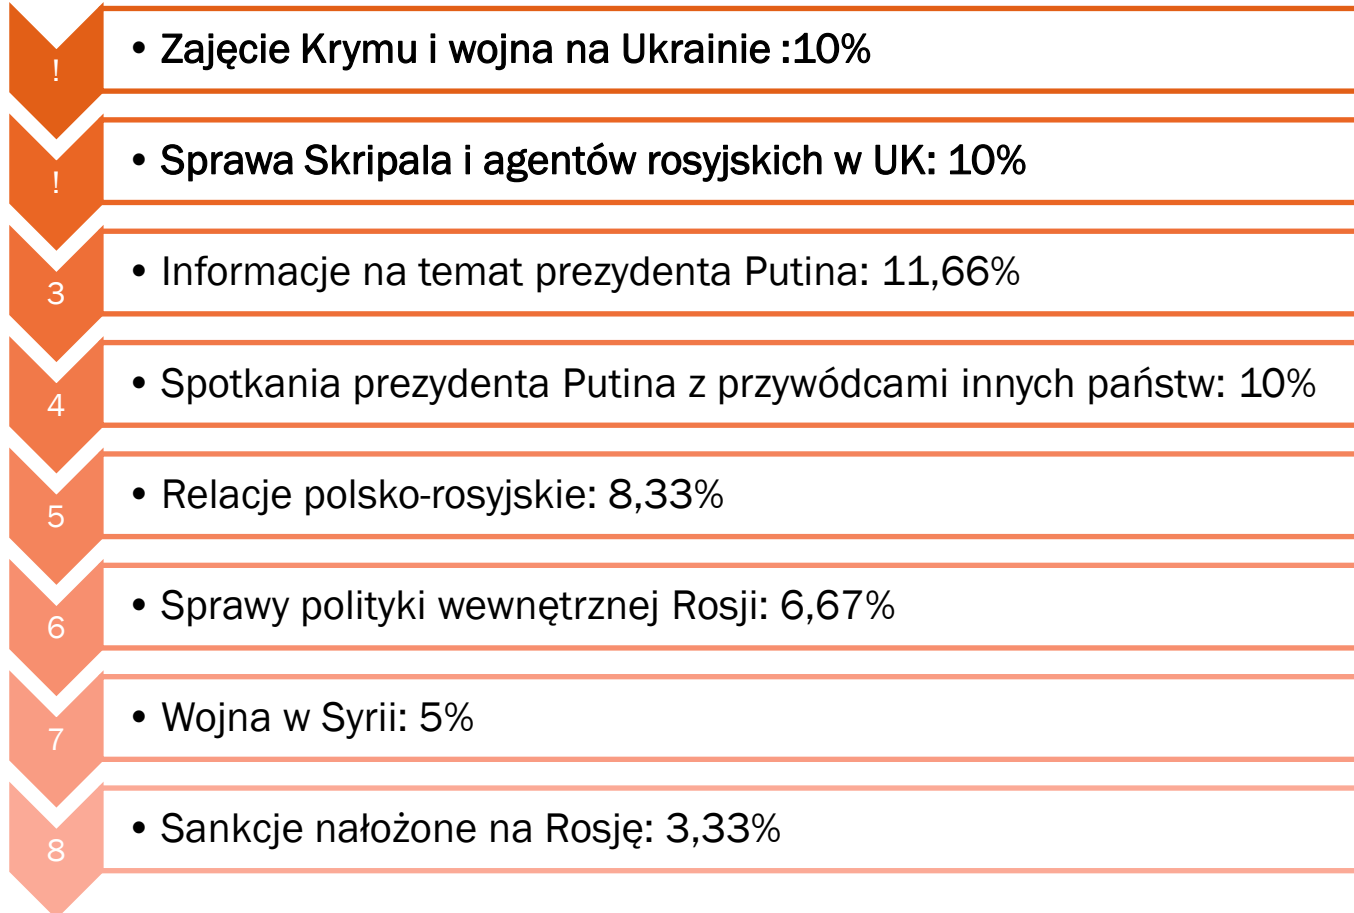 !
• Zajęcie Krymu i wojna na Ukrainie :10%
!
• Sprawa Skripala i agentów rosyjskich w UK: 10%
3
• Informacje na temat prezydenta Putina: 11,66%
4
• Spotkania prezydenta Putina z przywódcami innych państw: 10%
5
• Relacje polsko-rosyjskie: 8,33%
6
• Sprawy polityki wewnętrznej Rosji: 6,67%
7
• Wojna w Syrii: 5%
8
• Sankcje nałożone na Rosję: 3,33%